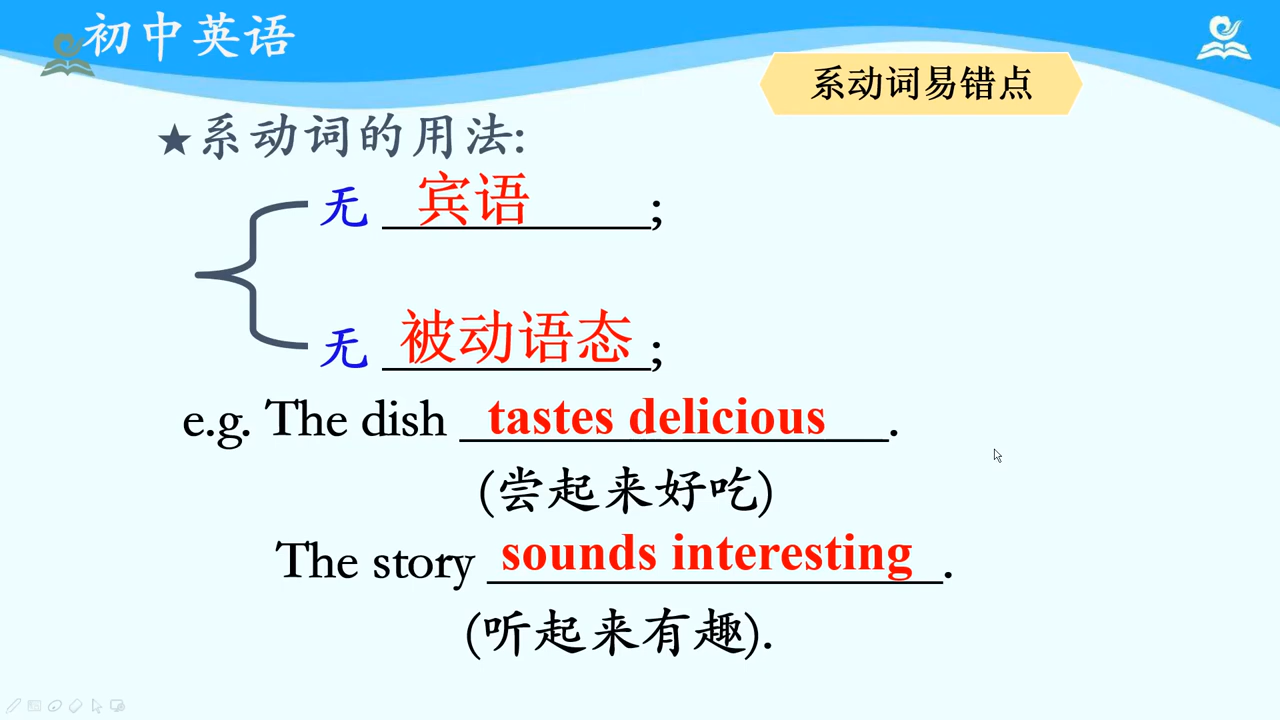 初中英语
系动词易错点
★系动词的用法:
无 宾语;
无 被动语态;
e.g. The dish tastes delicious.
(尝起来好吃)
The story sounds interesting.
(听起来有趣).